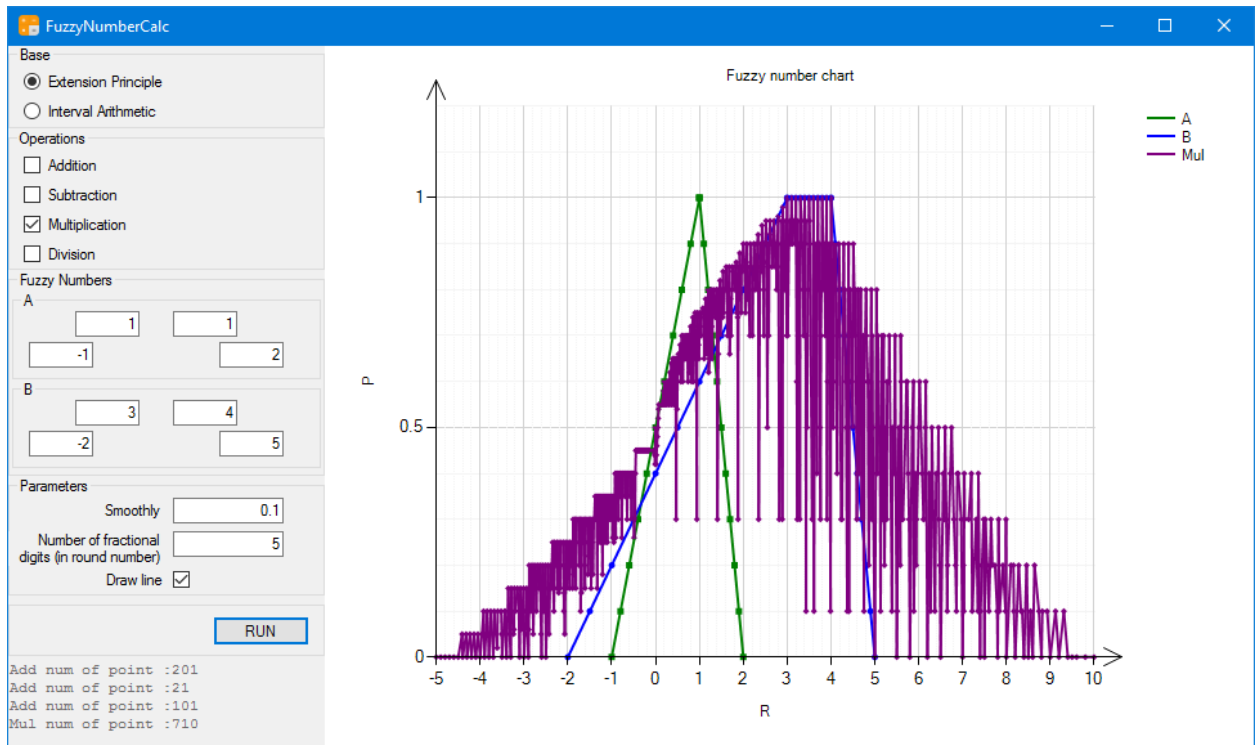 FuzzyNumberCalc
Base
Extension Principle
Interval Arithmetic
Operations
Addition
Subtraction
Multiplication
Division
Fuzzy Numbers
A
1 1
-1 2
B
3 4
-2 5
Parameters
Smoothly 0.1
Number of fractional
digits (in round number) 5
Draw line
RUN
Add num of point :201
Add num of point :21
Add num of point :101
Mul num of point :710
Fuzzy number chart
A
B
Mul
1
0.5
0
P
-5 -4 -3 -2 -1 0 1 2 3 4 5 6 7 8 9 10
R